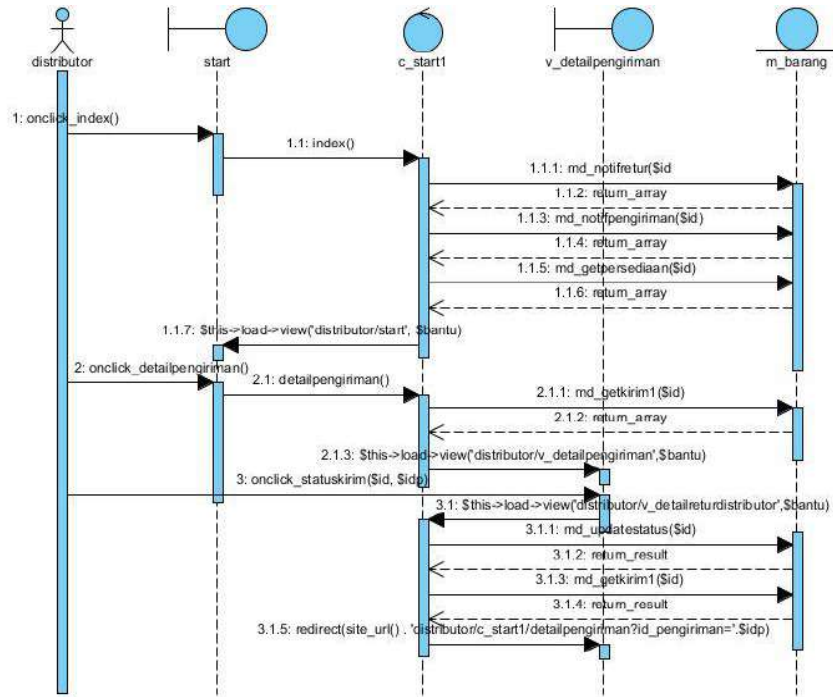 distributor
start
c_start1
v_detailpengiriman
m_barang
1: onclick_index()
1.1: index()
1.1.1: md_notifretur($id
1.1.2: return_array
1.1.3: md_notifpengiriman($id)
1.1.4: return_array
1.1.5: md_getpersediaan($id)
1.1.6: return_array
1.1.7: $this->load->view('distributor/start', $bantu)
2: onclick_detailpengiriman()
2.1: detailpengiriman()
2.1.1: md_getkirim1($id)
2.1.2: return_array
2.1.3: $this->load->view('distributor/v_detailpengiriman',$bantu)
3: onclick_statuskirim($id, $idp)
3.1: $this->load->view('distributor/v_detailreturdistributor',$bantu)
3.1.1: md_updatestatus($id)
3.1.2: return_result
3.1.3: md_getkirim1($id)
3.1.4: return_result
3.1.5: redirect(site_url() . 'distributor/c_start1/detailpengiriman?id_pengiriman='.$idp)